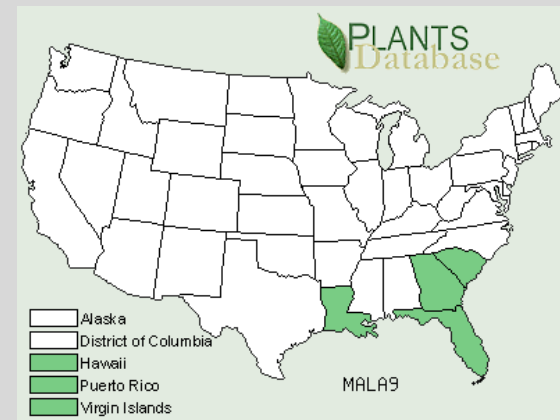 PLANTS
Database
Alaska
District of Columbia
Hawaii
Puerto Rico
Virgin Islands
MALA9